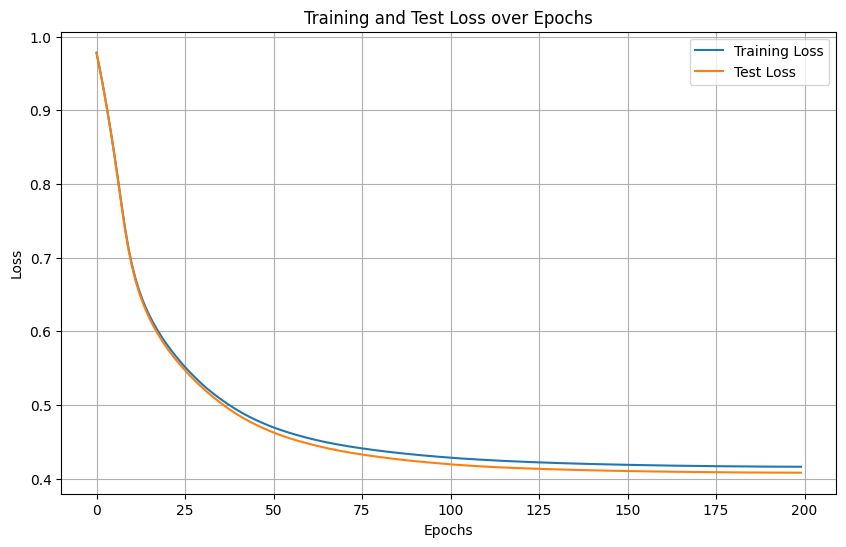 Training and Test Loss over Epochs
Training Loss
Test Loss
Loss
1.0
0.9
0.8
0.7
0.6
0.5
0.4
0 25 50 75 100 125 150 175 200
Epochs